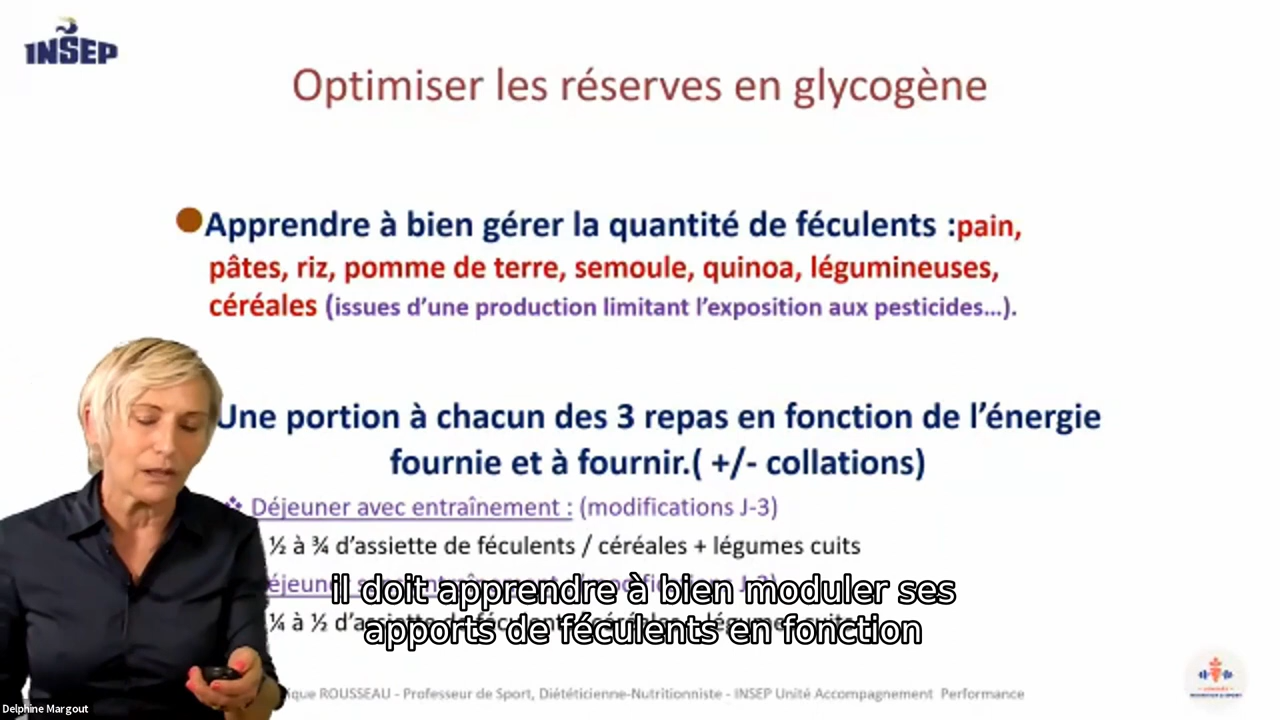 INSEP
Optimiser les réserves en glycogène
Apprendre à bien gérer la quantité de féculents :pain,
pâtes, riz, pomme de terre, semoule, quinoa, légumineuses,
céréales (issues d’une production limitant l’exposition aux pesticides…).
Une portion à chacun des 3 repas en fonction de l’énergie
fournie et à fournir.( +/- collations)
Déjeuner avec entraînement : (modifications J-3)
½ à ¾ d’assiette de féculents / céréales + légumes cuits
¼ à ½ d’assiette
il doit apprendre à bien moduler ses
apports de féculents en fonction
ROUSSEAU - Professeur de Sport, Diététicienne-Nutritionniste - INSEP Unité Accompagnement Performance
Delphine Margout